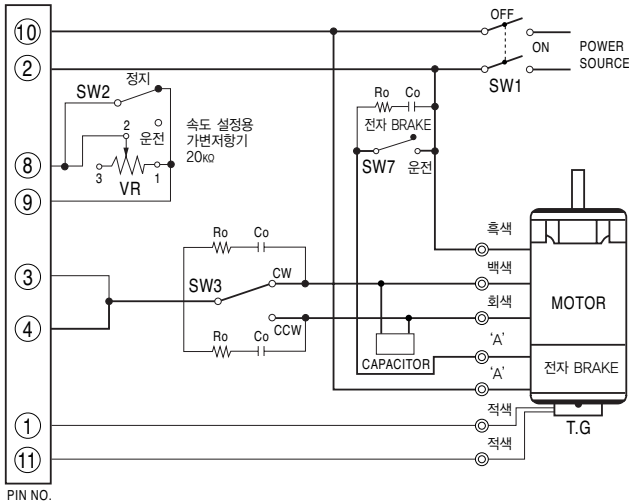 OFF
10
ON
POWER
SOURCE
2
SW1
정지
SW2
Ro Co
전자 BRAKE
2
운전
속도 설정용
가변저항기
20KΩ
8
3
1
VR
SW7
운전
9
흑색
Ro Co
백색
3
SW3
CW
회색
MOTOR
4
CCW
Ro Co
CAPACITOR
'A'
'A'
전자 BRAKE
1
적색
T.G
11
적색
PIN NO.